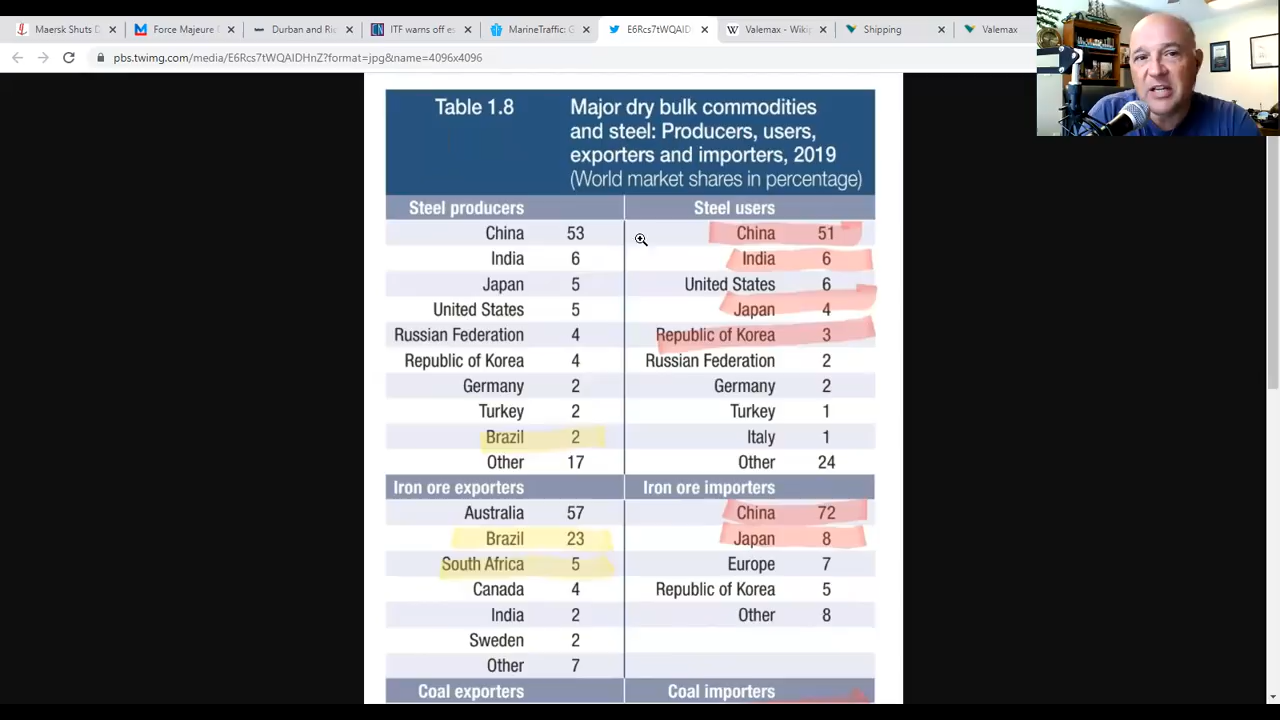 Maersk Shuts D
Force Majeure D
Durban and Ric
ITF warns off es
MarineTraffic: G
E6Rcs7tWQAID
Valemax - Wiki
Shipping
Valemax
pbs.twimg.com/media/E6Rcs7tWQAIDHnZ?format=jpg&name=4096x4096
Table 1.8
Major dry bulk commodities
and steel: Producers, users,
exporters and importers, 2019
(World market shares in percentage)
Steel producers Steel users
China 53 China 51
India 6 India 6
Japan 5 United States 6
United States 5 Japan 4
Russian Federation 4 Republic of Korea 3
Republic of Korea 4 Russian Federation 2
Germany 2 Germany 2
Turkey 2 Turkey 1
Brazil 2 Italy 1
Other 17 Other 24
Iron ore exporters Iron ore importers
Australia 57 China 72
Brazil 23 Japan 8
South Africa 5 Europe 7
Canada 4 Republic of Korea 5
India 2 Other 8
Sweden 2
Other 7
Coal exporters Coal importers